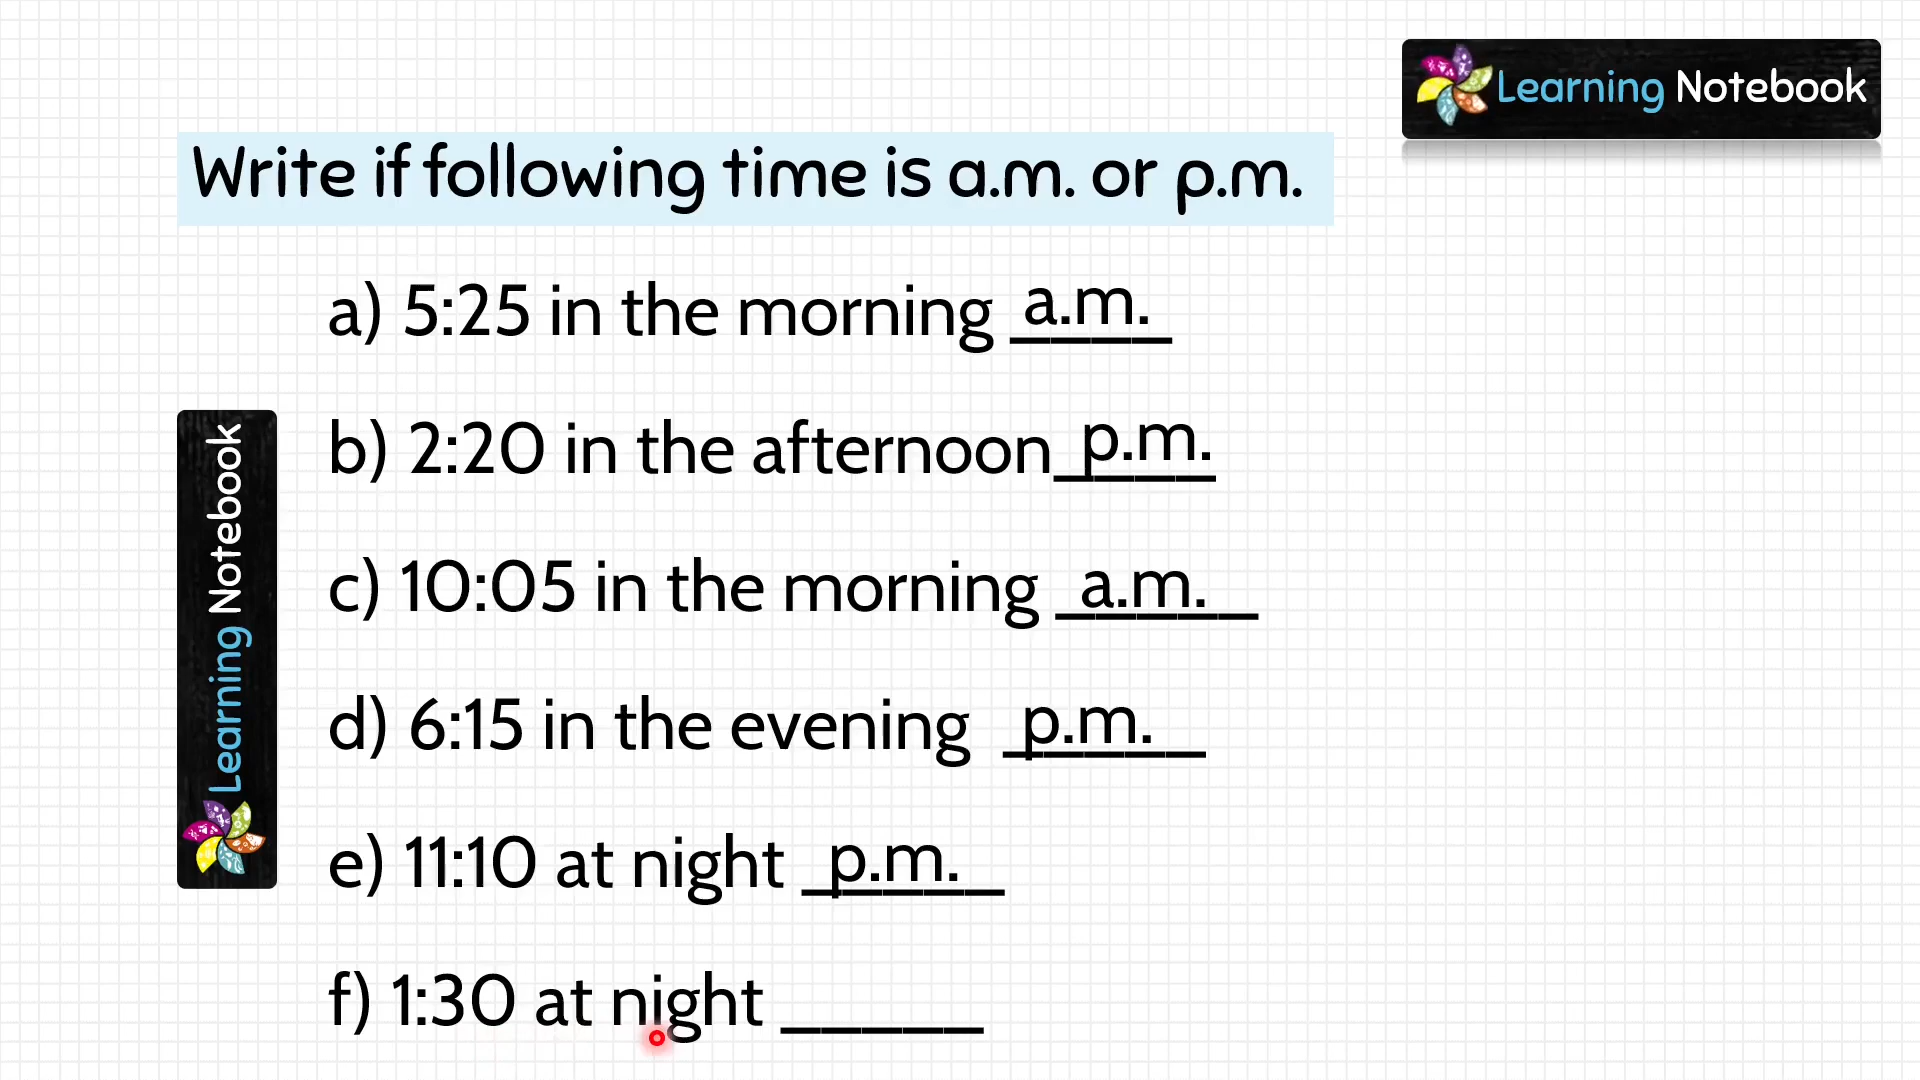 Learning Notebook
Write if following time is a.m. or p.m.
a) 5:25 in the morning a.m.
b) 2:20 in the afternoon p.m.
c) 10:05 in the morning a.m.
d) 6:15 in the evening p.m.
e) 11:10 at night p.m.
f) 1:30 at night _____
Learning Notebook